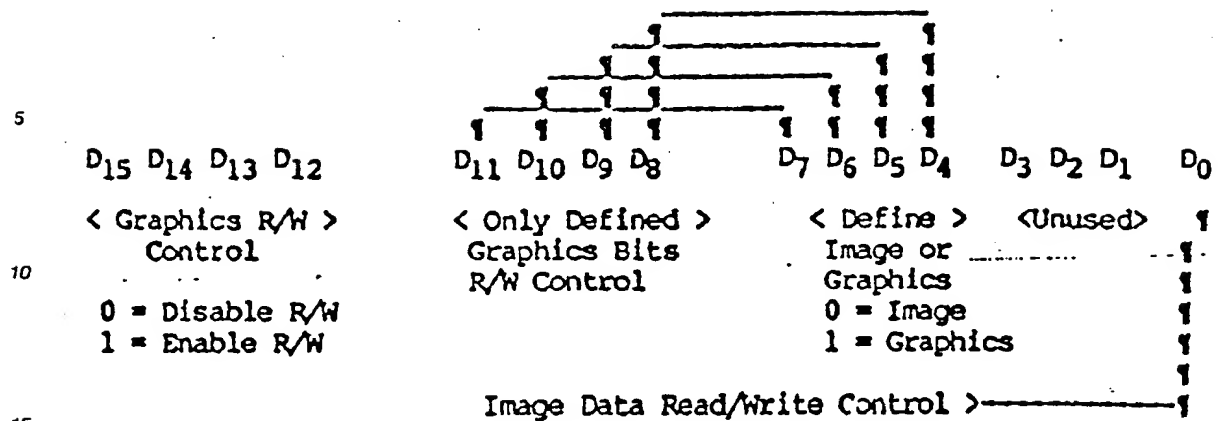 5
D15 D14 D13 D12 D11 D10 D9 D8 D7 D6 D5 D4 D3 D2 D1 D0
< Graphics R/W > < Only Defined > < Define > <Unused>
Control Graphics Bits Image or
10
R/W Control Graphics
0 = Disable R/W 0 = Image
1 = Enable R/W 1 = Graphics
Image Data Read/Write Control >